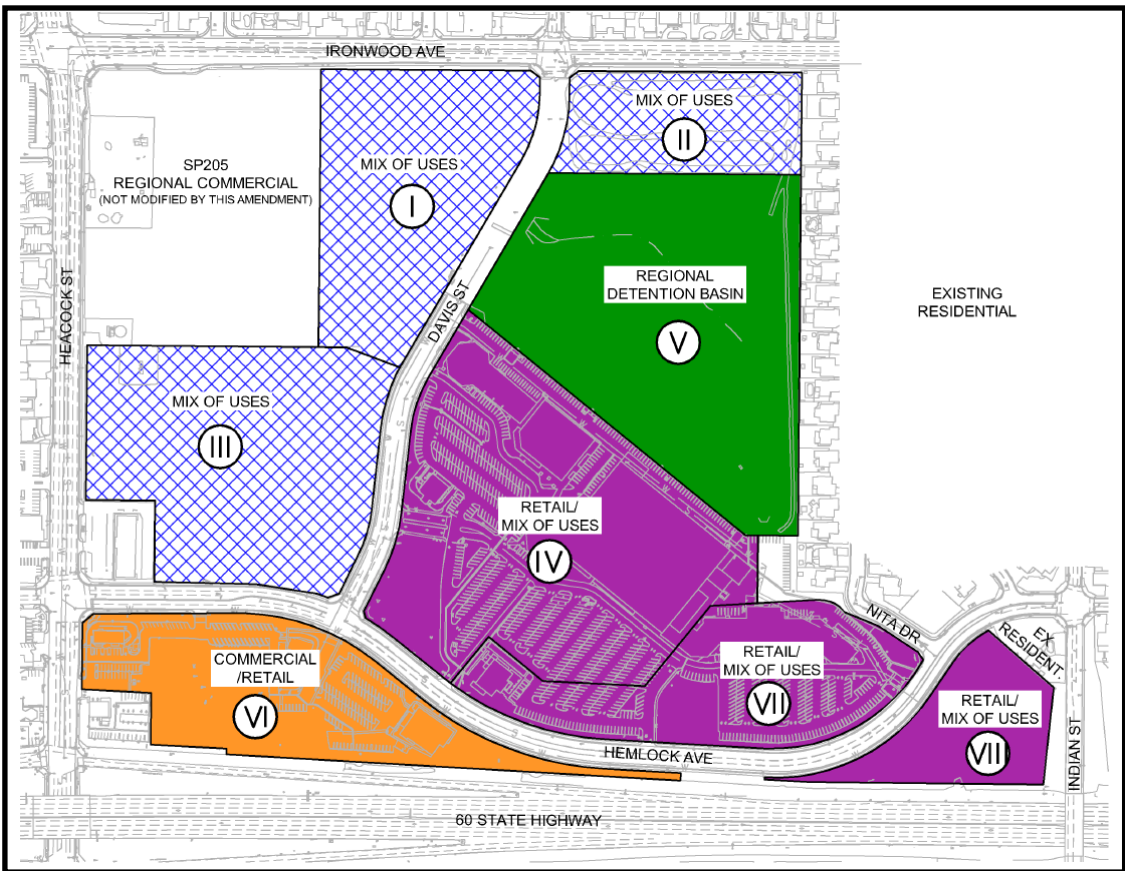 IRONWOOD AVE
MIX OF USES
II
SP205
REGIONAL COMMERCIAL
(NOT MODIFIED BY THIS AMENDMENT)
MIX OF USES
I
HEACOCK ST
DAVIS ST
REGIONAL
DETENTION BASIN
V
EXISTING
RESIDENTIAL
MIX OF USES
III
RETAIL/
MIX OF USES
IV
NITA DR
EX
RESIDENT.
COMMERCIAL
/RETAIL
VI
RETAIL/
MIX OF USES
VII
RETAIL/
MIX OF USES
VII
HEMLOCK AVE
INDIAN ST
60 STATE HIGHWAY